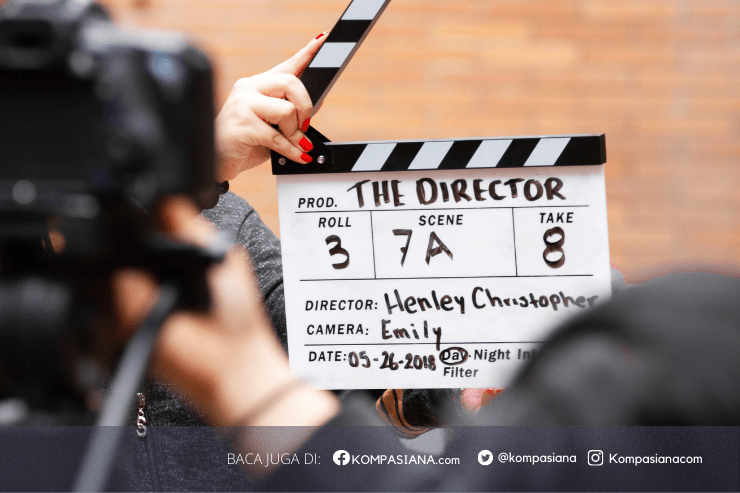 PROD. THE DIRECTOR
ROLL SCENE TAKE
3 7A 8
DIRECTOR: Henley Christopher
CAMERA: Emily
DATE: 05-26-2018 Day·Night
Filter
BACA JUGA DI: KOMPASIANA.com @kompasiana Kompasianacom